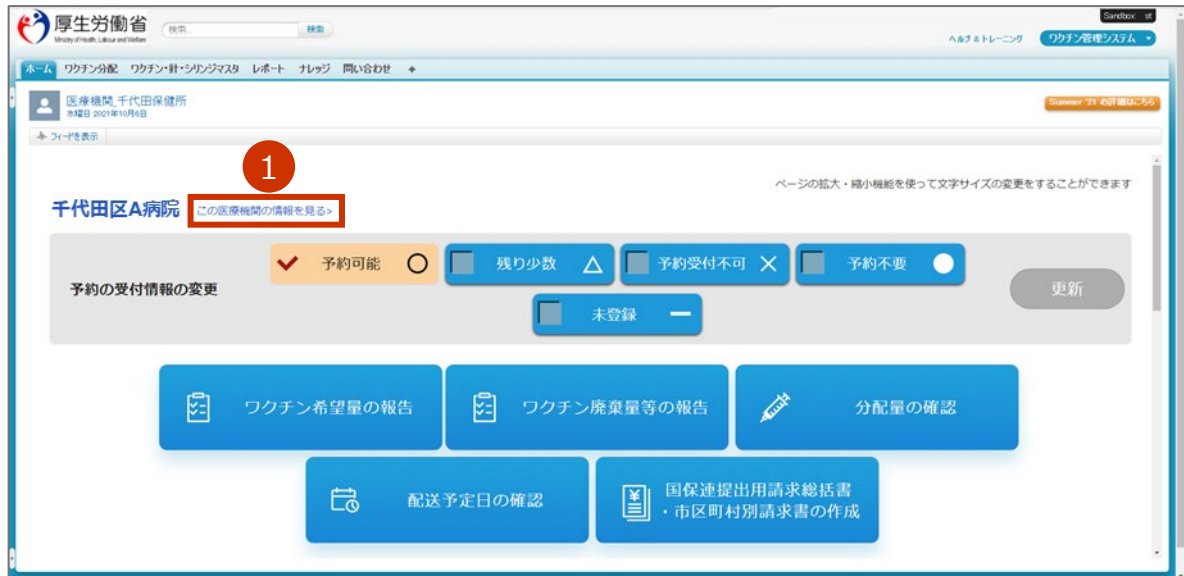 Sandbox: st
厚生労働省
Ministry of Health, Labour and Welfare
検索...
検索
ヘルプ & トレーニング
ワクチン管理システム
ホーム ワクチン分配 ワクチン・針・シリンジマスタ レポート ナレッジ 問い合わせ +
医療機関_千代田保健所
水曜日 2021年10月6日
Summer '21 の詳細はこちら
フィードを表示
1
ページの拡大・縮小機能を使って文字サイズの変更をすることができます
千代田区A病院 この医療機関の情報を見る>
予約の受付情報の変更
予約可能 ○
残り少数 △
予約受付不可 ×
予約不要 ●
未登録 ー
更新
ワクチン希望量の報告
ワクチン廃棄量等の報告
分配量の確認
配送予定日の確認
国保連提出用請求総括書
・市区町村別請求書の作成